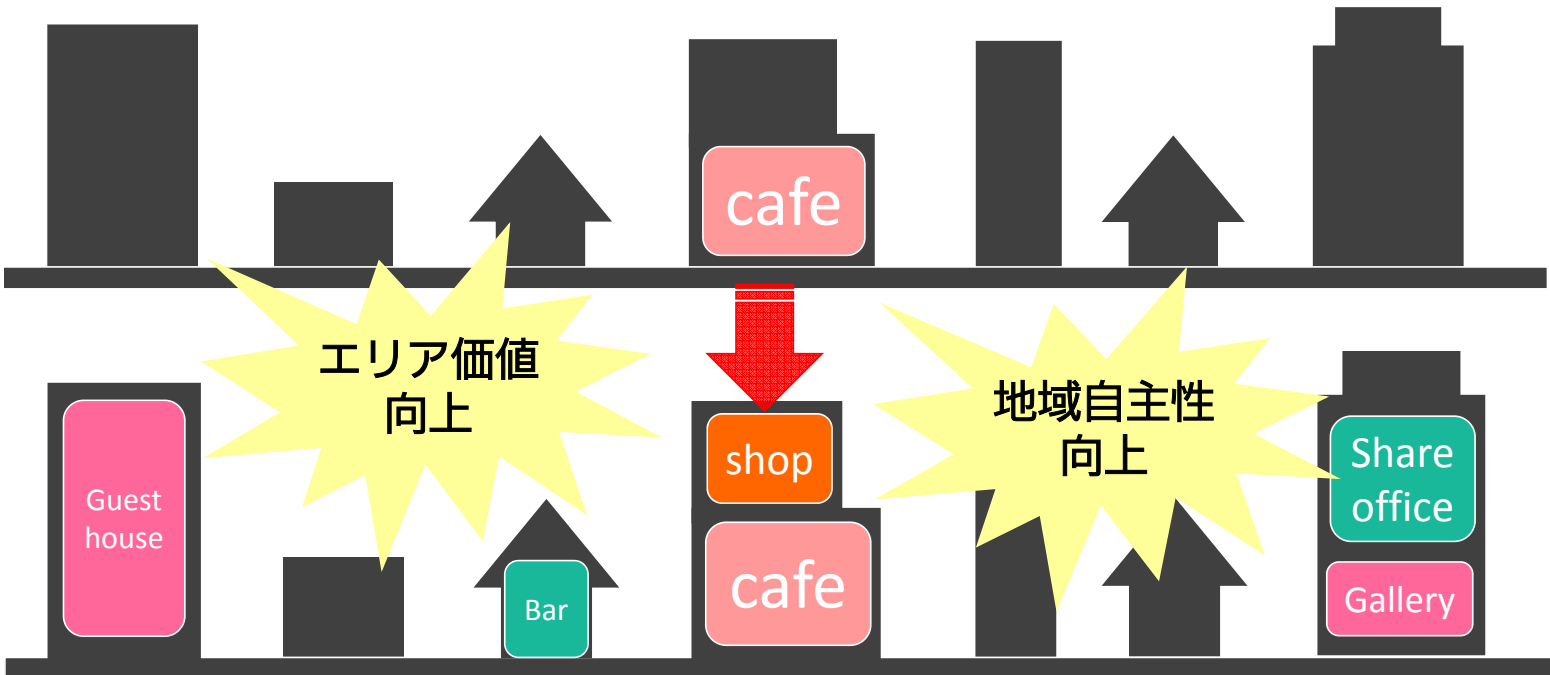 cafe
エリア価値
向上
地域自主性
向上
Guest
house
Bar
shop
cafe
Share
office
Gallery